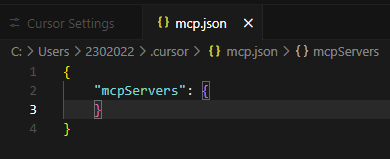 Cursor Settings
mcp.json
C: > Users > 2302022 > .cursor > mcp.json > mcpServers
1 {
2 "mcpServers": {
3 }
4 }